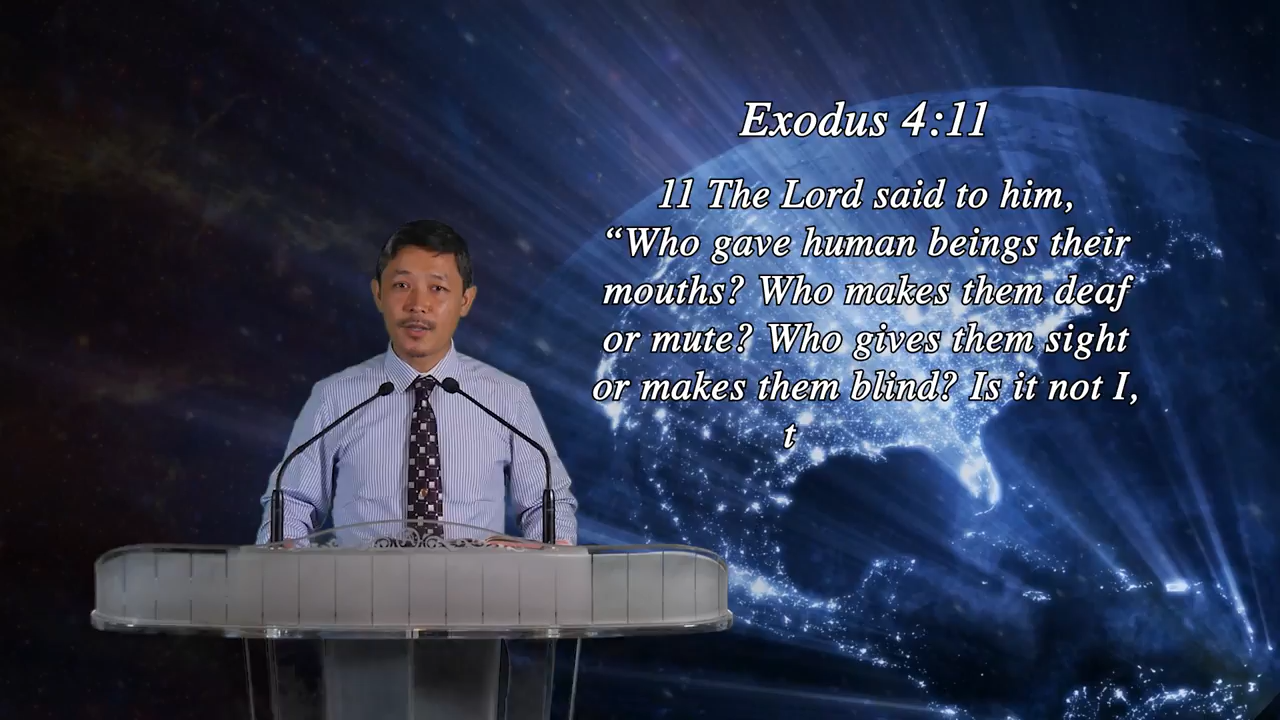 Exodus 4:11
11 The Lord said to him,
“Who gave human beings their
mouths? Who makes them deaf
or mute? Who gives them sight
or makes them blind? Is it not I,
t